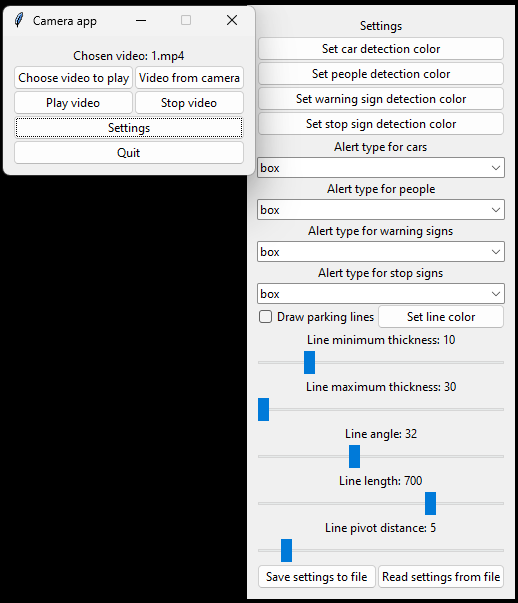 Camera app
Chosen video: 1.mp4
Choose video to play Video from camera
Play video Stop video
Settings
Quit
Settings
Set car detection color
Set people detection color
Set warning sign detection color
Set stop sign detection color
Alert type for cars
box
Alert type for people
box
Alert type for warning signs
box
Alert type for stop signs
box
Draw parking lines Set line color
Line minimum thickness: 10
Line maximum thickness: 30
Line angle: 32
Line length: 700
Line pivot distance: 5
Save settings to file Read settings from file